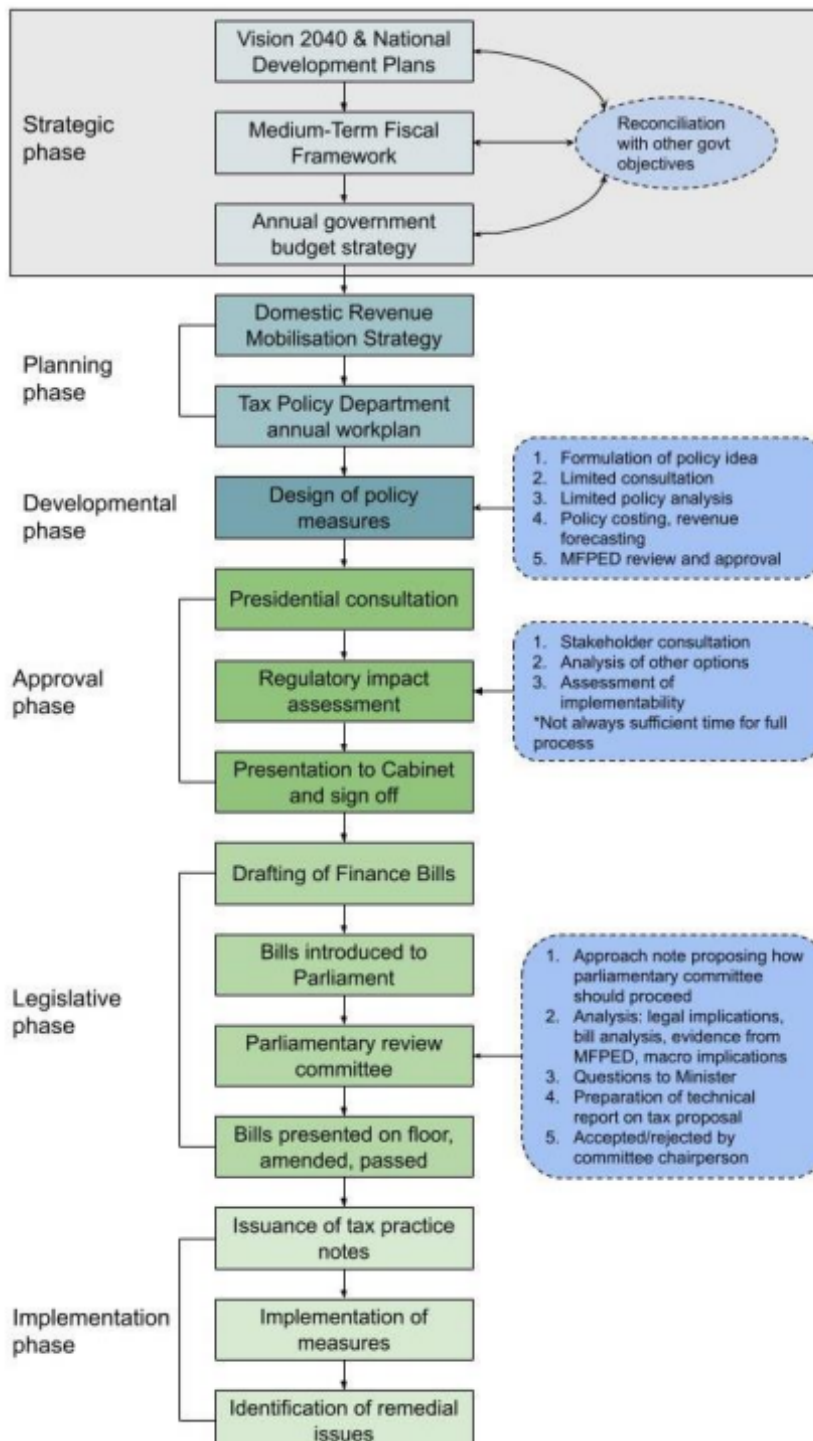 Vision 2040 & National
Development Plans
Strategic
phase
Medium-Term Fiscal
Framework
Reconciliation
with other govt
objectives
Annual government
budget strategy
Domestic Revenue
Mobilisation Strategy
Planning
phase
Tax Policy Department
annual workplan
Developmental
phase
Design of policy
measures
1. Formulation of policy idea
2. Limited consultation
3. Limited policy analysis
4. Policy costing, revenue
forecasting
5. MFPED review and approval
Presidential consultation
Approval
phase
Regulatory impact
assessment
1. Stakeholder consultation
2. Analysis of other options
3. Assessment of
implementability
*Not always sufficient time for full
process
Presentation to Cabinet
and sign off
Drafting of Finance Bills
Bills introduced to
Parliament
Legislative
phase
Parliamentary review
committee
1. Approach note proposing how
parliamentary committee
should proceed
2. Analysis: legal implications,
bill analysis, evidence from
MFPED, macro implications
3. Questions to Minister
4. Preparation of technical
report on tax proposal
5. Accepted/rejected by
committee chairperson
Bills presented on floor,
amended, passed
Issuance of tax practice
notes
Implementation
phase
Implementation of
measures
Identification of remedial
issues